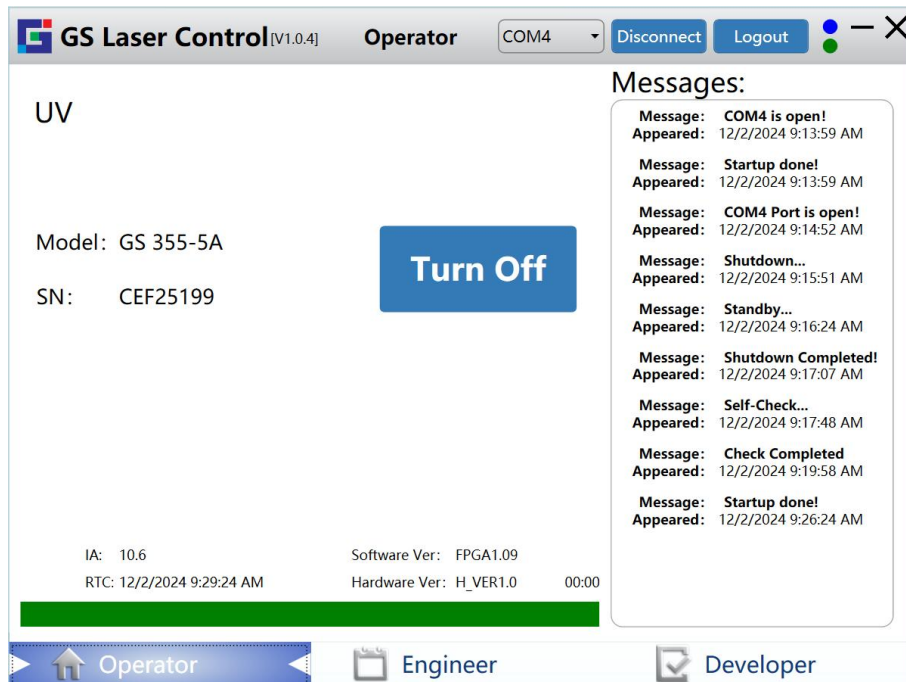 GS Laser Control [V1.0.4] Operator COM4 Disconnect Logout
UV
Model: GS 355-5A
SN: CEF25199
Turn Off
IA: 10.6 Software Ver: FPGA1.09
RTC: 12/2/2024 9:29:24 AM Hardware Ver: H_VER1.0 00:00
Messages:
Message: COM4 is open!
Appeared: 12/2/2024 9:13:59 AM
Message: Startup done!
Appeared: 12/2/2024 9:13:59 AM
Message: COM4 Port is open!
Appeared: 12/2/2024 9:14:52 AM
Message: Shutdown...
Appeared: 12/2/2024 9:15:51 AM
Message: Standby...
Appeared: 12/2/2024 9:16:24 AM
Message: Shutdown Completed!
Appeared: 12/2/2024 9:17:07 AM
Message: Self-Check...
Appeared: 12/2/2024 9:17:48 AM
Message: Check Completed
Appeared: 12/2/2024 9:19:58 AM
Message: Startup done!
Appeared: 12/2/2024 9:26:24 AM
Operator Engineer Developer